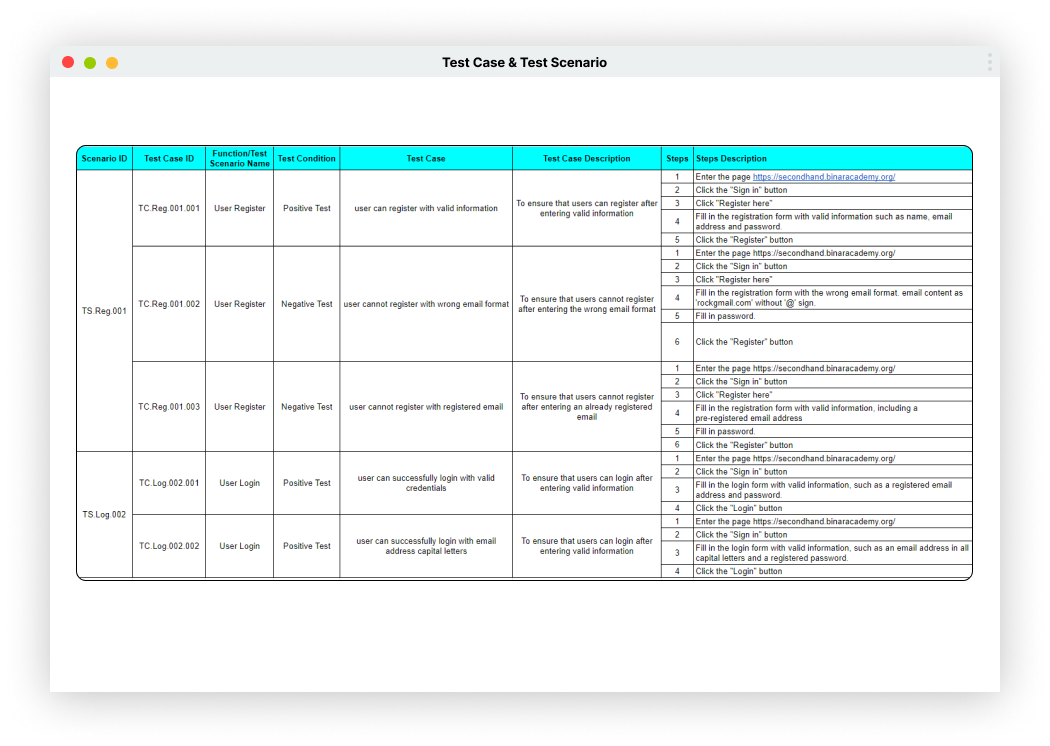 Test Case & Test Scenario
Scenario ID
Test Case ID
Function/Test
Scenario Name
Test Condition
Test Case
Test Case Description
Steps
Steps Description
TS.Reg.001
TC.Reg.001.001
User Register
Positive Test
user can register with valid information
To ensure that users can register after
entering valid information
1
Enter the page https://secondhand.binaracademy.org/
2
Click the "Sign in" button
3
Click "Register here"
4
Fill in the registration form with valid information such as name, email
address and password.
5
Click the "Register" button
TC.Reg.001.002
User Register
Negative Test
user cannot register with wrong email format
To ensure that users cannot register
after entering the wrong email format
1
Enter the page https://secondhand.binaracademy.org/
2
Click the "Sign in" button
3
Click "Register here"
4
Fill in the registration form with the wrong email format. email content as
'rockgmail.com' without '@' sign.
5
Fill in password.
6
Click the "Register" button
TC.Reg.001.003
User Register
Negative Test
user cannot register with registered email
To ensure that users cannot register
after entering an already registered
email
1
Enter the page https://secondhand.binaracademy.org/
2
Click the "Sign in" button
3
Click "Register here"
4
Fill in the registration form with valid information, including a
pre-registered email address
5
Fill in password.
6
Click the "Register" button
TS.Log.002
TC.Log.002.001
User Login
Positive Test
user can successfully login with valid
credentials
To ensure that users can login after
entering valid information
1
Enter the page https://secondhand.binaracademy.org/
2
Click the "Sign in" button
3
Fill in the login form with valid information, such as a registered email
address and password.
4
Click the "Login" button
TC.Log.002.002
User Login
Positive Test
user can successfully login with email
address capital letters
To ensure that users can login after
entering valid information
1
Enter the page https://secondhand.binaracademy.org/
2
Click the "Sign in" button
3
Fill in the login form with valid information, such as an email address in all
capital letters and a registered password.
4
Click the "Login" button